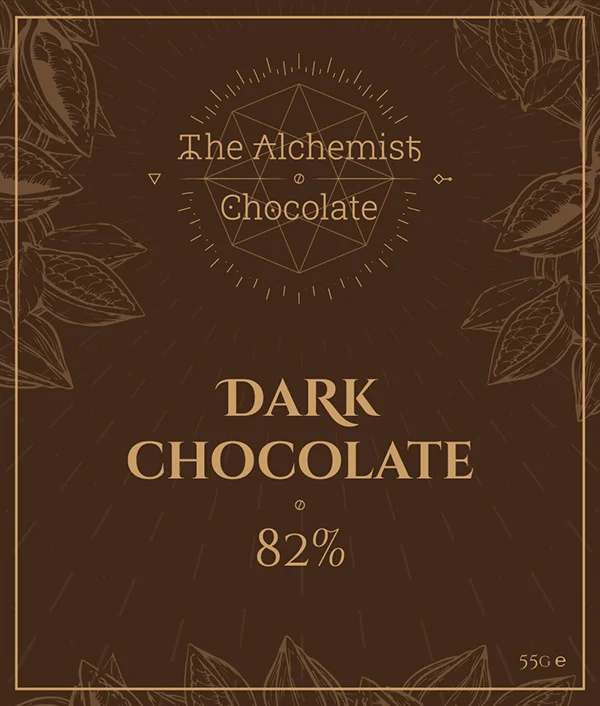 The Alchemist
Chocolate
DARK
CHOCOLATE
82%
55G e